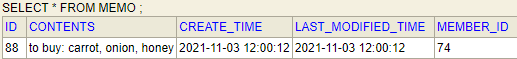 SELECT * FROM MEMO ;
ID CONTENTS CREATE_TIME LAST_MODIFIED_TIME MEMBER_ID
88 to buy: carrot, onion, honey 2021-11-03 12:00:12 2021-11-03 12:00:12 74